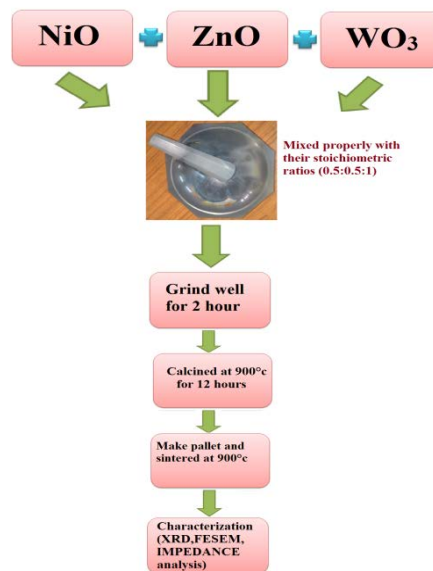 NiO ZnO WO₃
Mixed properly with
their stoichiometric
ratios (0.5:0.5:1)
Grind well
for 2 hour
Calcined at 900°c
for 12 hours
Make pallet and
sintered at 900°c
Characterization
(XRD,FESEM,
IMPEDANCE
analysis)